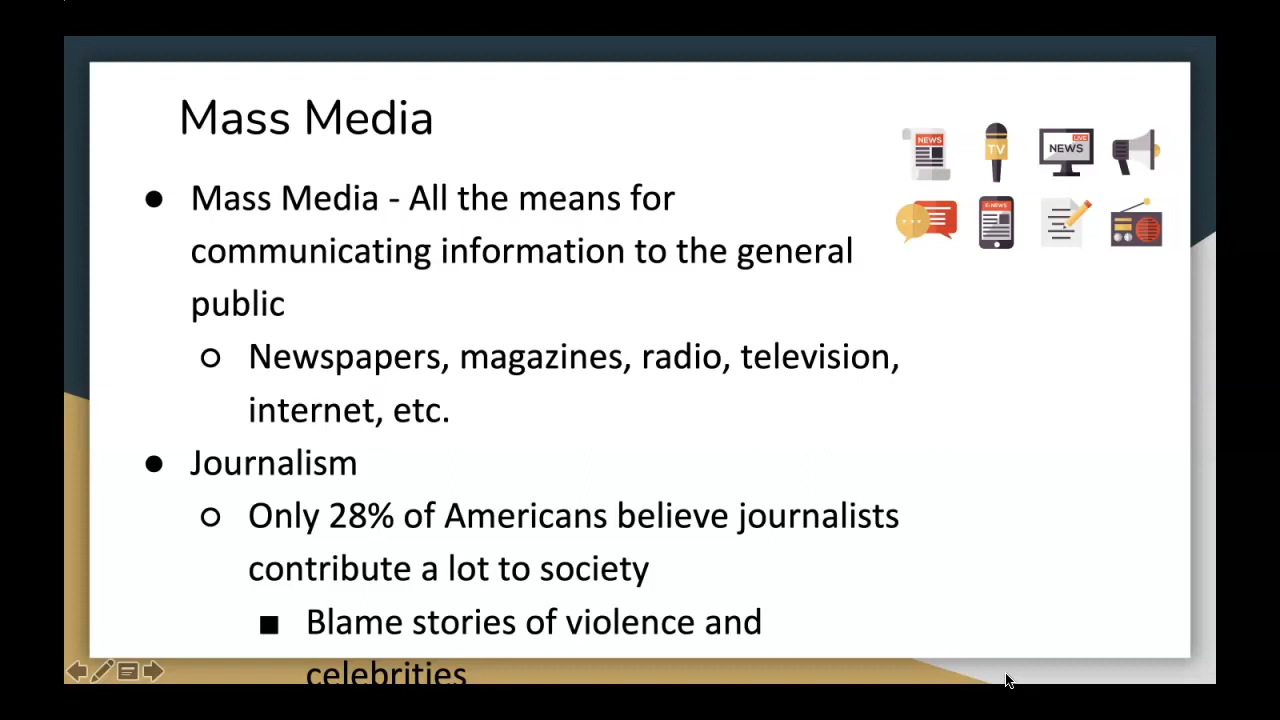 Mass Media
NEWS
TV
LIVE
NEWS
E-NEWS
● Mass Media - All the means for
communicating information to the general
public
○ Newspapers, magazines, radio, television,
internet, etc.
● Journalism
○ Only 28% of Americans believe journalists
contribute a lot to society
■ Blame stories of violence and
celebrities